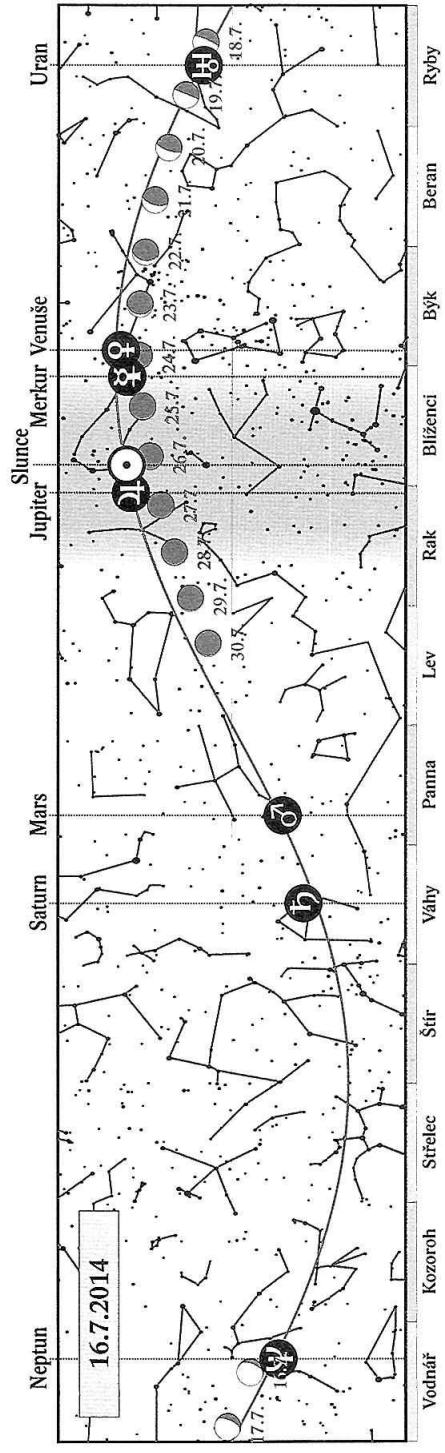 Slunce
Neptun Saturn Mars Jupiter Merkur Venuše Uran
16.7.2014
17.7. 30.7. 29.7. 28.7. 27.7. 26.7. 25.7. 24.7. 23.7. 22.7. 21.7. 20.7. 19.7. 18.7.
Vodnář Kozoroh Střelec Štír Váhy Panna Lev Rak Blíženci Býk Beran Ryby